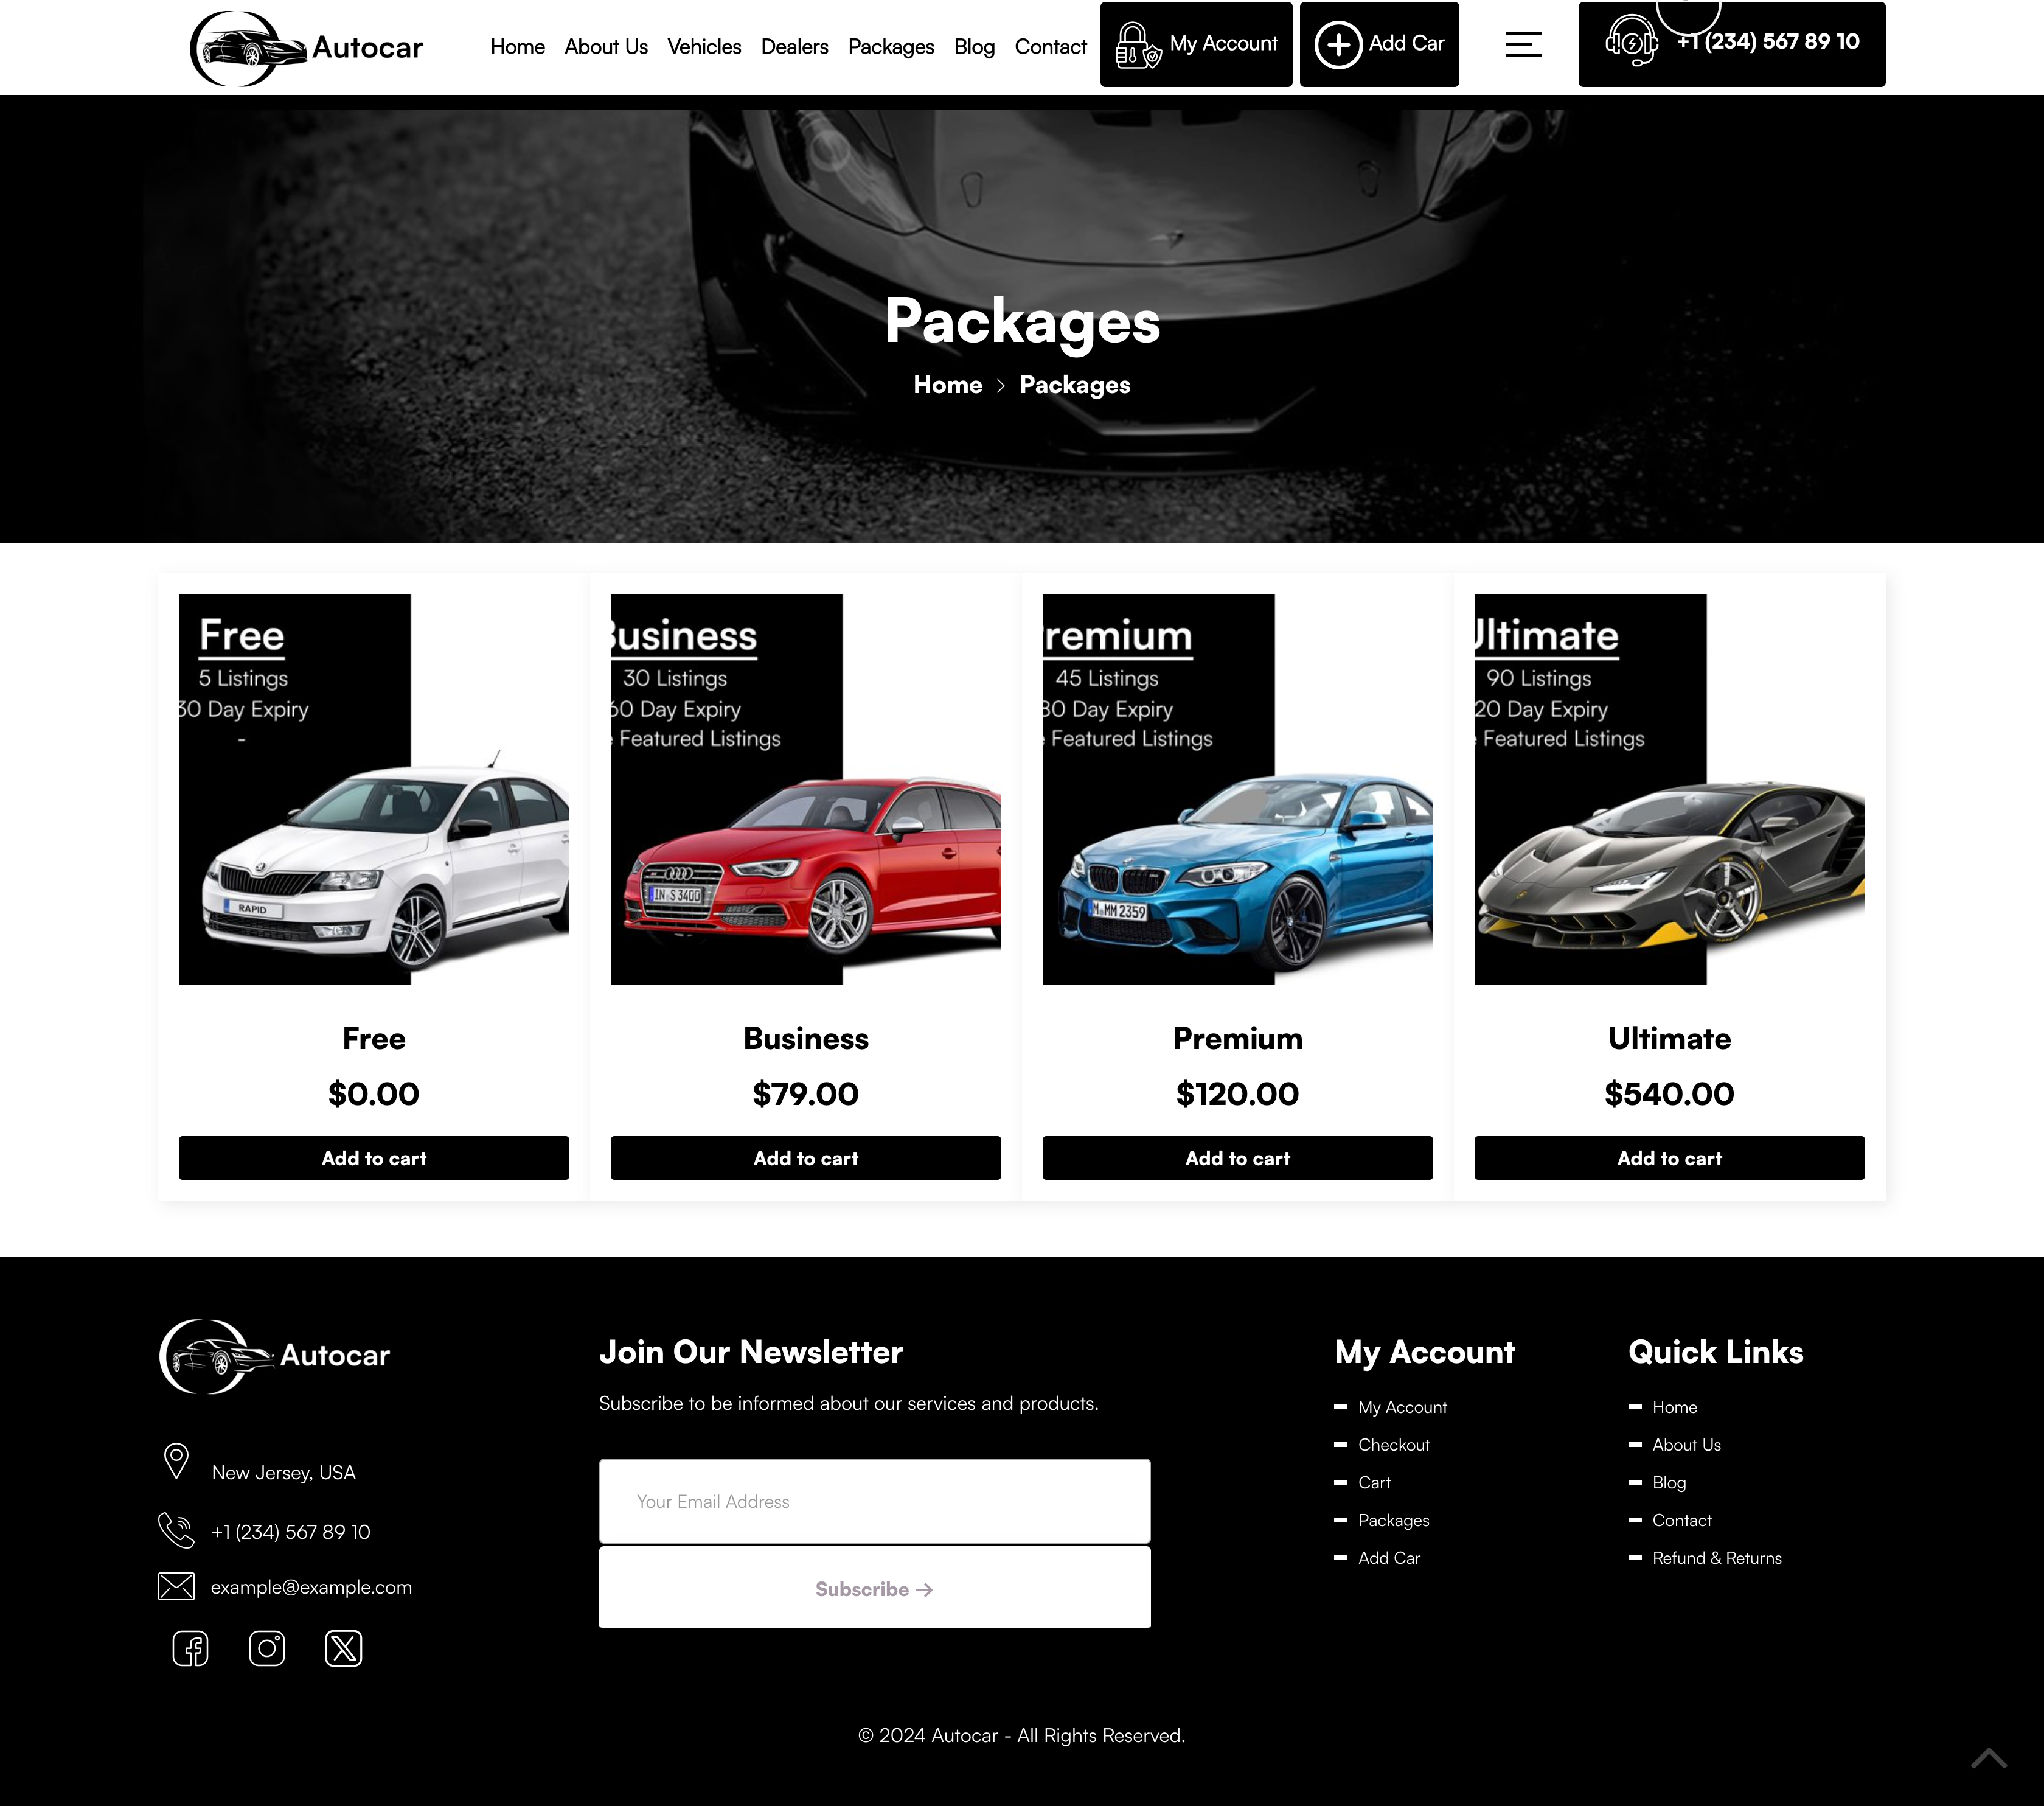 Autocar
Home About Us Vehicles Dealers Packages Blog Contact My Account Add Car +1 (234) 567 89 10
Packages
Home Packages
Free
5 Listings
30 Day Expiry
-
usiness
30 Listings
60 Day Expiry
Featured Listings
remium
45 Listings
80 Day Expiry
Featured Listings
Ultimate
90 Listings
20 Day Expiry
Featured Listings
RAPID
IN S 3400
M MM 2359
Free
$0.00
Add to cart
Business
$79.00
Add to cart
Premium
$120.00
Add to cart
Ultimate
$540.00
Add to cart
Autocar
New Jersey, USA
+1 (234) 567 89 10
example@example.com
Join Our Newsletter
Subscribe to be informed about our services and products.
Your Email Address
Subscribe →
My Account
My Account
Checkout
Cart
Packages
Add Car
Quick Links
Home
About Us
Blog
Contact
Refund & Returns
© 2024 Autocar - All Rights Reserved.